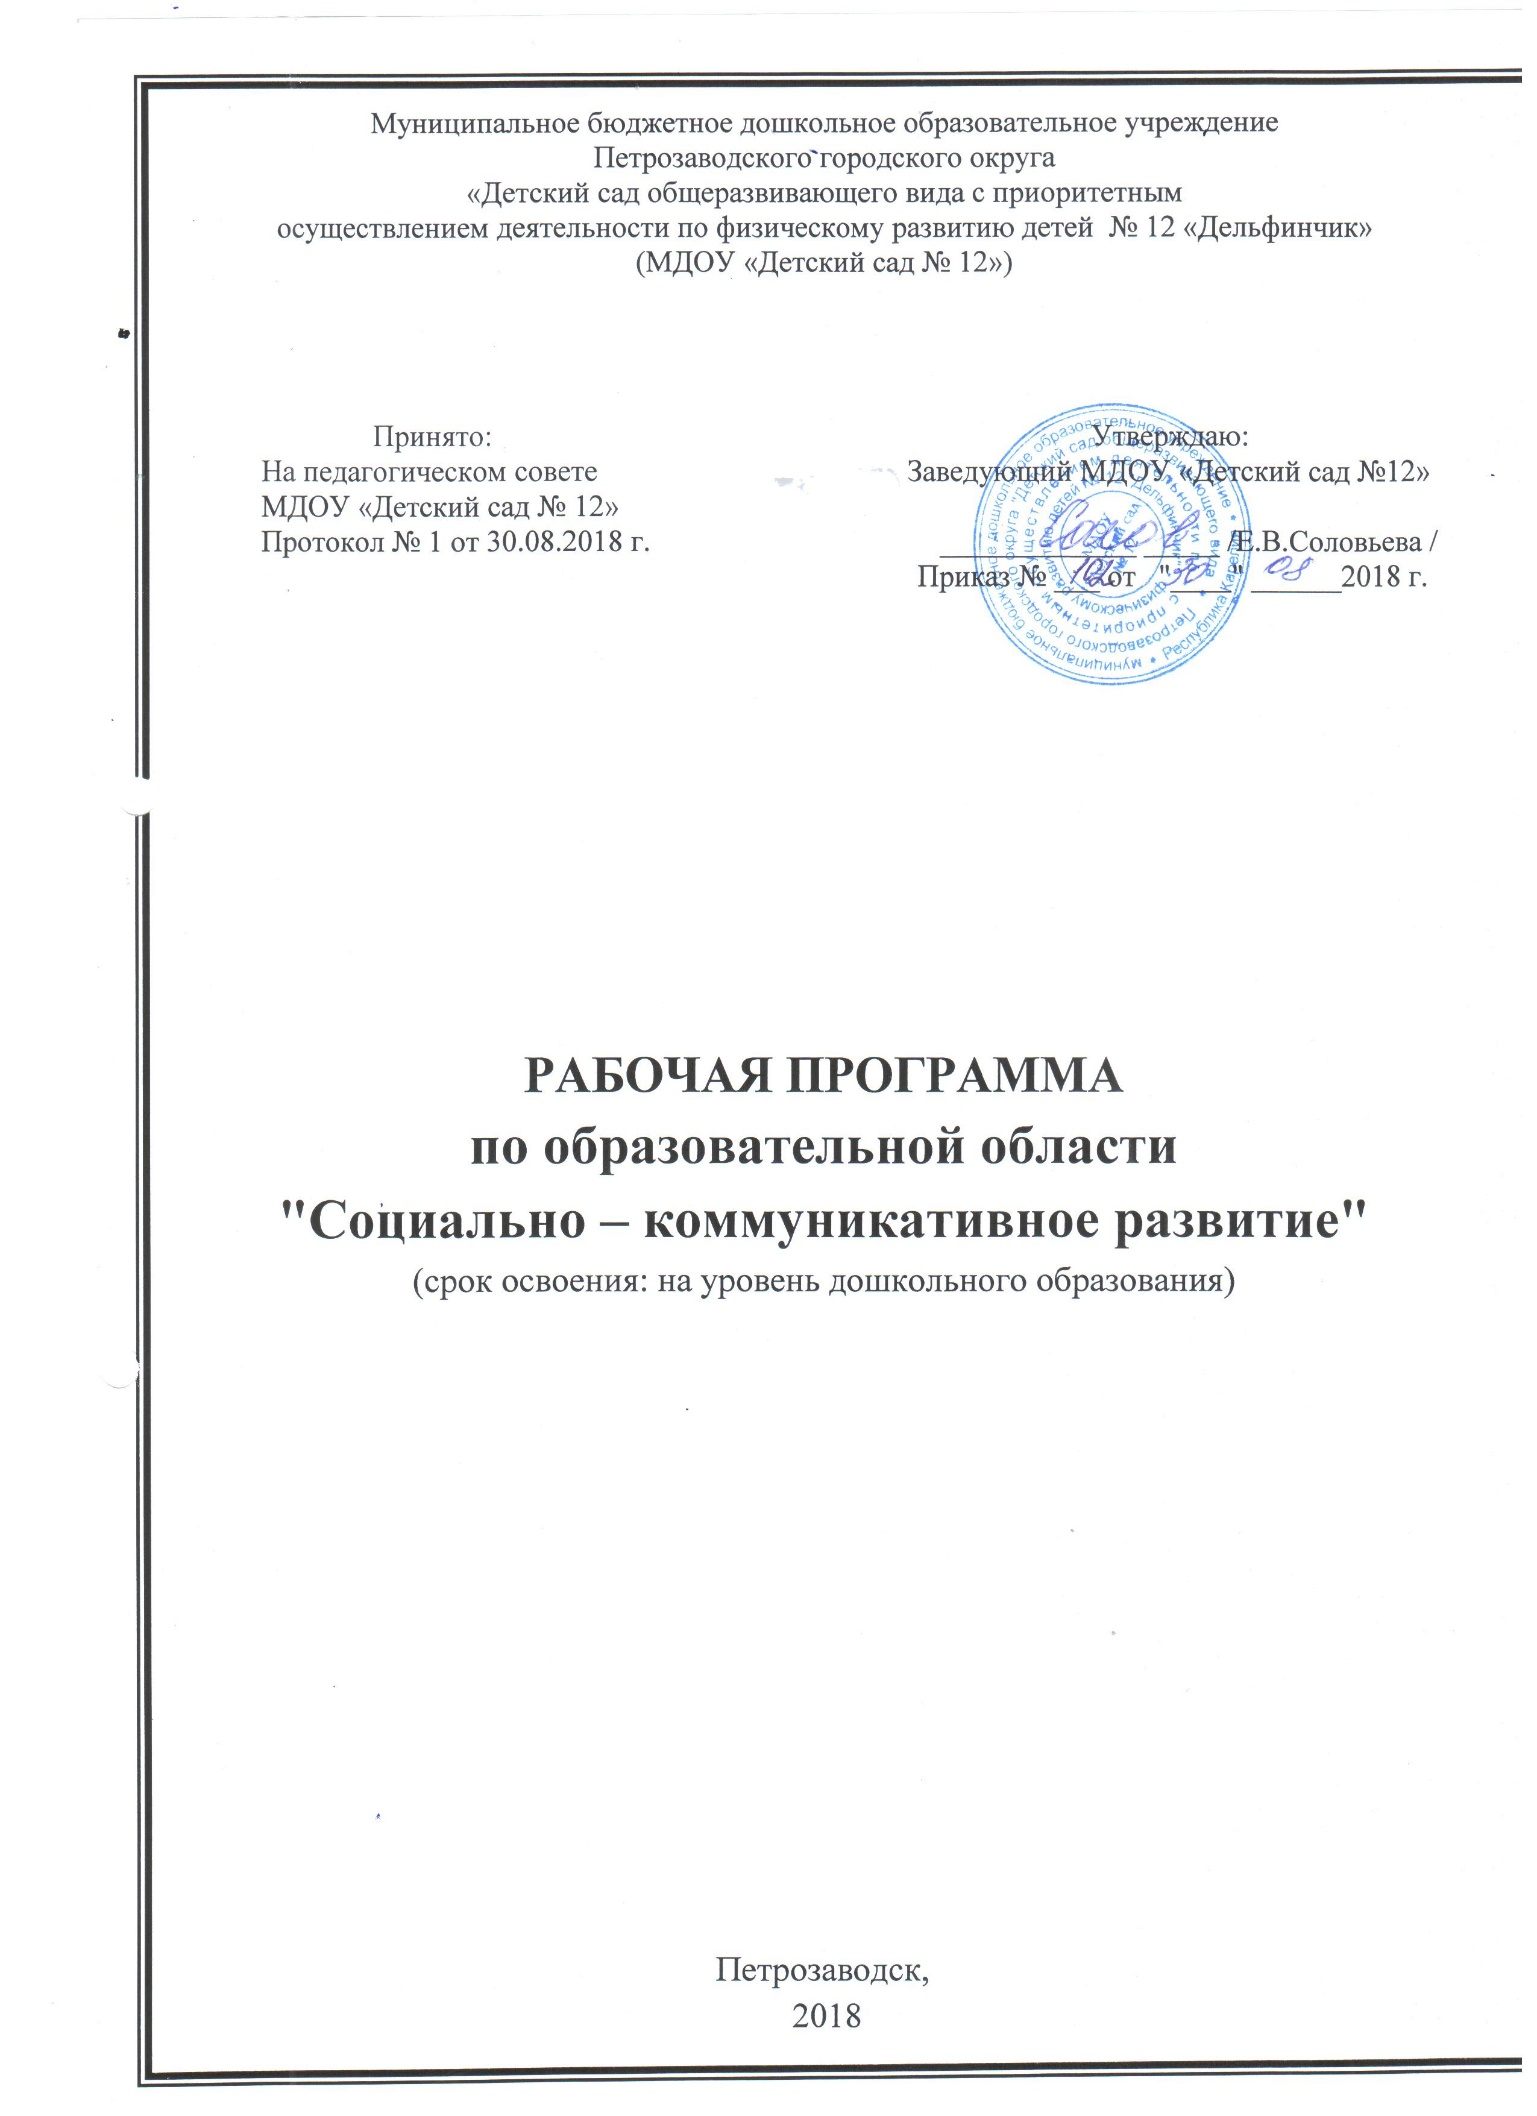 Муниципальное бюджетное дошкольное образовательное учреждение
Петрозаводского городского округа
«Детский сад общеразвивающего вида с приоритетным
осуществлением деятельности по физическому развитию детей № 12 «Дельфинчик»
(МДОУ «Детский сад № 12»)
Принято:
На педагогическом совете
МДОУ «Детский сад № 12»
Протокол № 1 от 30.08.2018 г.
Утверждаю:
Заведующий МДОУ «Детский сад №12»
/Е.В.Соловьева /
Приказ № 102 от "30" 08 2018 г.
РАБОЧАЯ ПРОГРАММА
по образовательной области
"Социально – коммуникативное развитие"
(срок освоения: на уровень дошкольного образования)
Петрозаводск,
2018